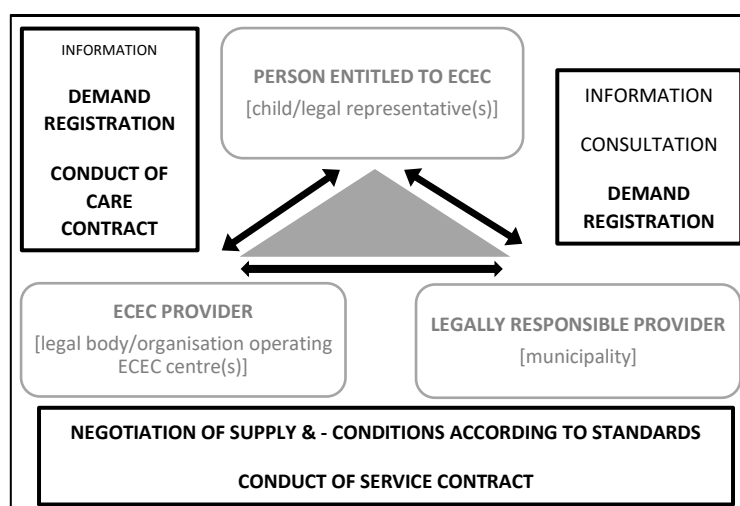 INFORMATION
DEMAND
REGISTRATION
CONDUCT OF
CARE
CONTRACT
PERSON ENTITLED TO ECEC
[child/legal representative(s)]
INFORMATION
CONSULTATION
DEMAND
REGISTRATION
ECEC PROVIDER
[legal body/organisation operating
ECEC centre(s)]
LEGALLY RESPONSIBLE PROVIDER
[municipality]
NEGOTIATION OF SUPPLY & - CONDITIONS ACCORDING TO STANDARDS
CONDUCT OF SERVICE CONTRACT